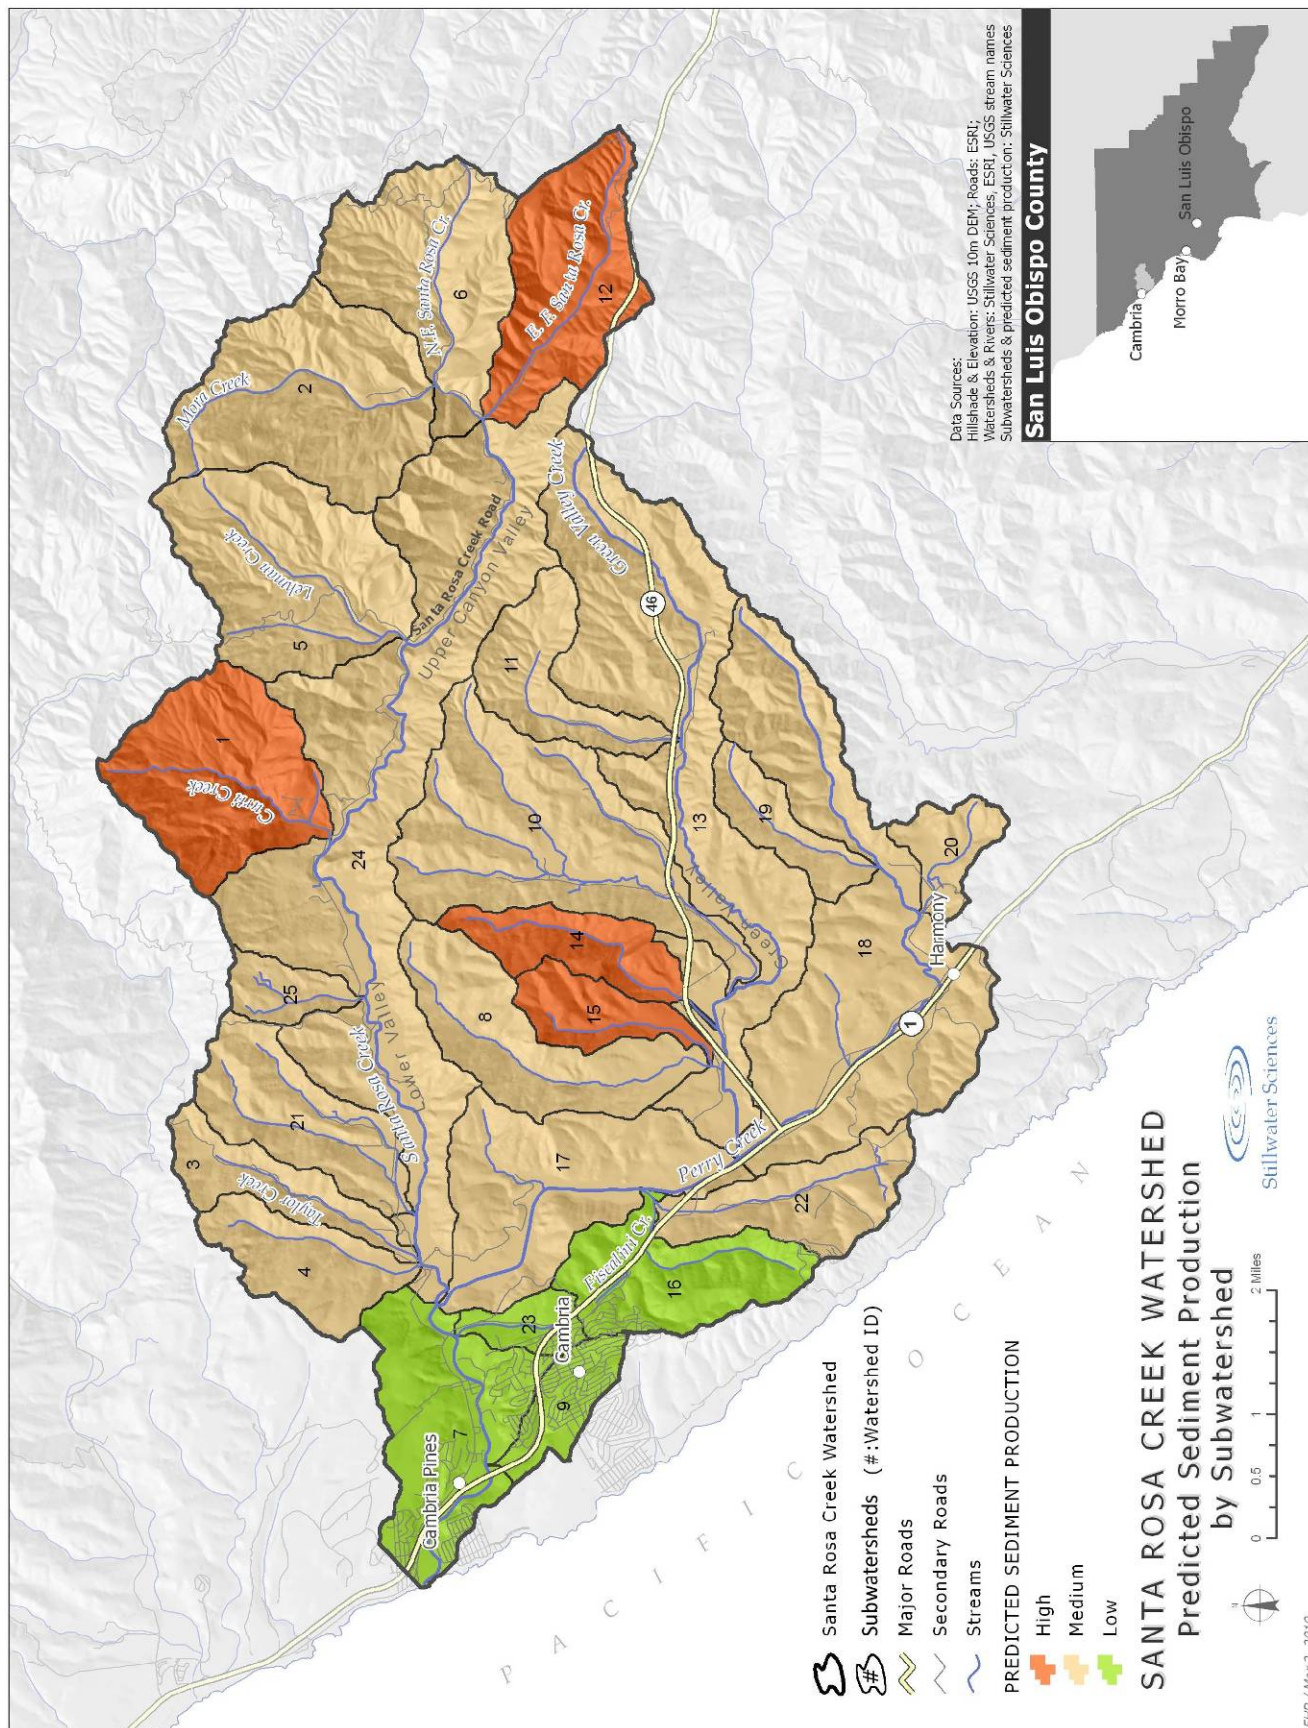 Curti Creek
1
Lehman Creek
5
Mora Creek
2
N.F. Santa Rosa Cr.
6
E. F. Santa Rosa Cr.
12
3
Taylor Creek
4
21
25
24
Santa Rosa Creek
Lower Valley
Santa Rosa Creek Road
Upper Canyon Valley
Green Valley Creek
46
11
10
13
Green Valley
14
15
8
17
Perry Creek
19
20
18
Harmony
1
22
Fiscalini Cr.
16
23
Cambria
9
7
Cambria Pines
PACIFIC OCEAN
Santa Rosa Creek Watershed
# Subwatersheds (#:Watershed ID)
Major Roads
Secondary Roads
Streams
PREDICTED SEDIMENT PRODUCTION
High
Medium
Low
SANTA ROSA CREEK WATERSHED
Predicted Sediment Production
by Subwatershed
N
0 0.5 1 2 Miles
Stillwater Sciences
Data Sources:
Hillshade & Elevation: USGS 10m DEM; Roads: ESRI;
Watersheds & Rivers: Stillwater Sciences, ESRI, USGS stream names
Subwatersheds & predicted sediment production: Stillwater Sciences
San Luis Obispo County
Cambria
Morro Bay
San Luis Obispo